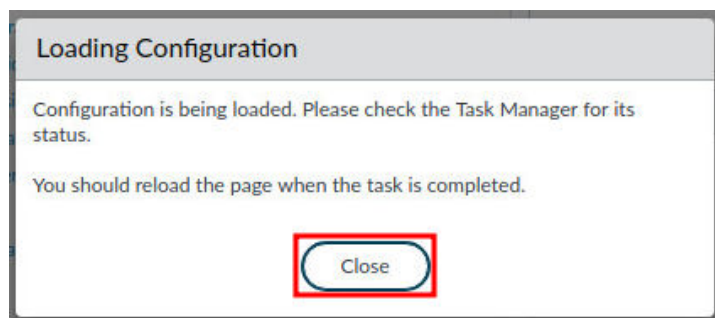 Loading Configuration
Configuration is being loaded. Please check the Task Manager for its
status.
You should reload the page when the task is completed.
Close